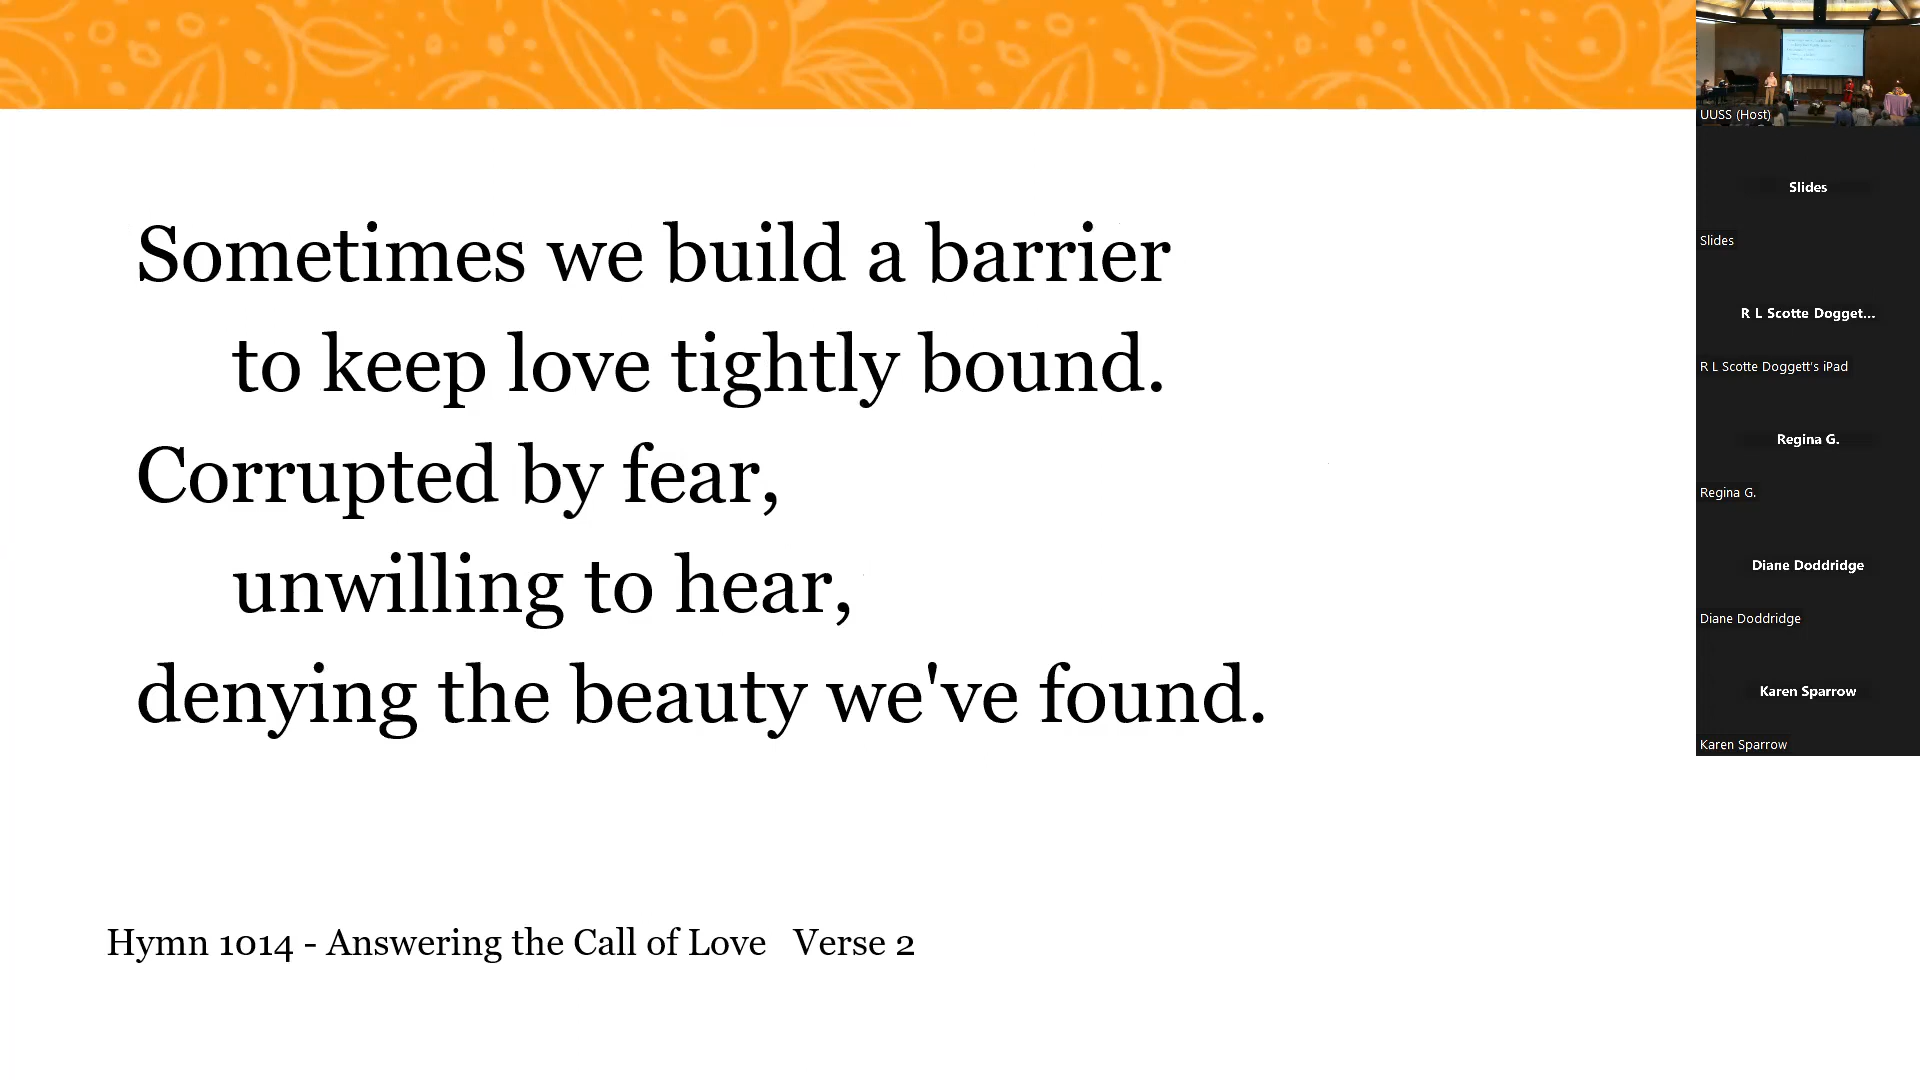 Sometimes we build a barrier
to keep love tightly bound.
Corrupted by fear,
unwilling to hear,
denying the beauty we've found.
Hymn 1014 - Answering the Call of Love   Verse 2
UUSS (Host)
Slides
Slides
R L Scotte Dogget...
R L Scotte Doggett's iPad
Regina G.
Regina G.
Diane Doddridge
Diane Doddridge
Karen Sparrow
Karen Sparrow